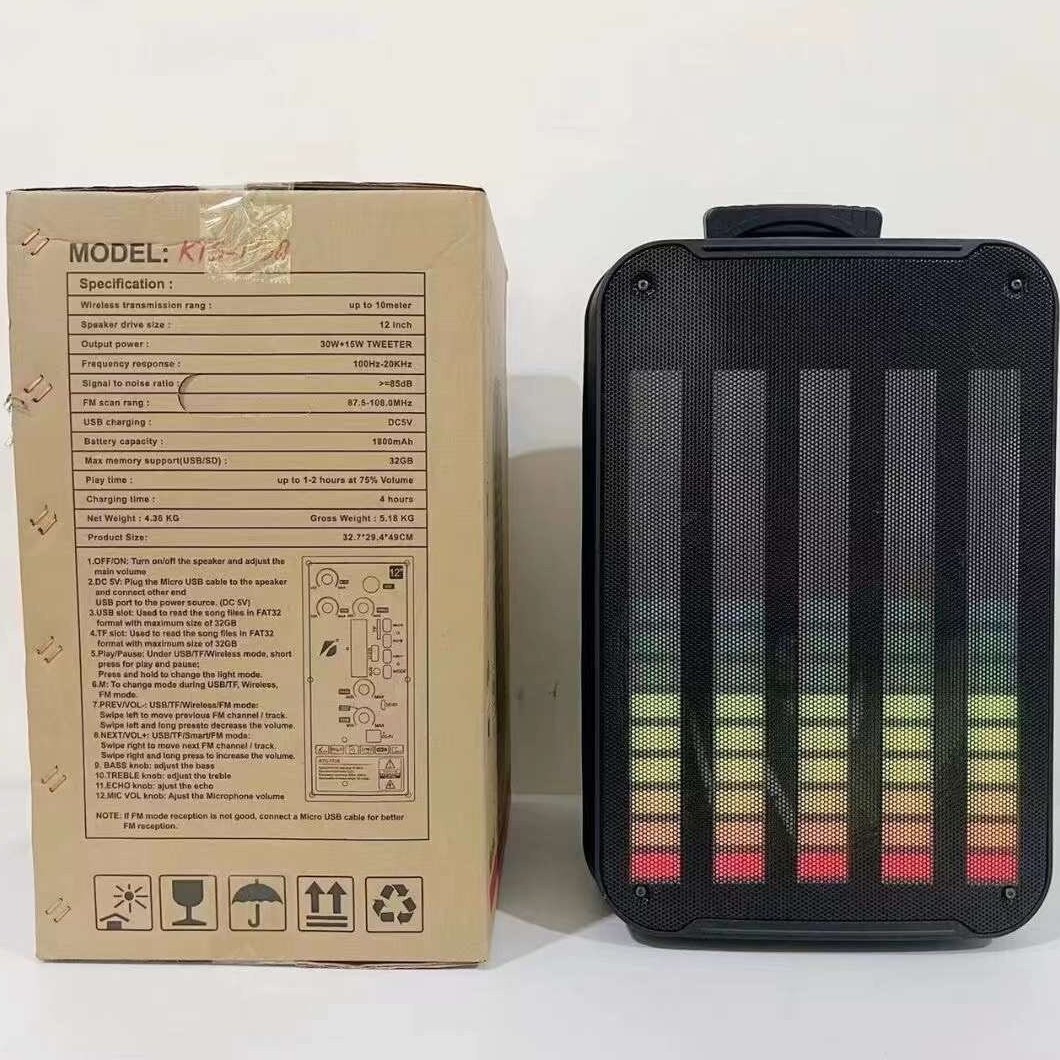 MODEL:
Specification :
Wireless transmission rang : up to 10meter
Speaker drive size : 12 inch
Output power : 30W+15W TWEETER
Frequency response : 100Hz-20KHz
Signal to noise ratio : >=85dB
FM scan rang : 87.5-108.0MHz
USB charging : DC5V
Battery capacity : 1800mAh
Max memory support(USB/SD) : 32GB
Play time : up to 1-2 hours at 75% Volume
Charging time : 4 hours
Net Weight : 4.36 KG Gross Weight : 5.18 KG
Product Size: 32.7*29.4*49CM
1.OFF/ON: Turn on/off the speaker and adjust the
main volume
2.DC 5V: Plug the Micro USB cable to the speaker
and connect other end
USB port to the power source. (DC 5V)
3.USB slot: Used to read the song files in FAT32
format with maximum size of 32GB
4.TF slot: Used to read the song files in FAT32
format with maximum size of 32GB
5.Play/Pause: Under USB/TF/Wireless mode, short
press for play and pause;
Press and hold to change the light mode.
6.M: To change mode during USB/TF, Wireless,
FM mode.
7.PREV/VOL-: USB/TF/Wireless/FM mode:
Swipe left to move previous FM channel / track.
Swipe left and long pressto decrease the volume.
8.NEXT/VOL+: USB/TF/Smart/FM mode:
Swipe right to move next FM channel / track.
Swipe right and long press to increase the volume.
9. BASS knob: adjust the bass
10.TREBLE knob: adjust the treble
11.ECHO knob: ajust the echo
12.MIC VOL knob: Ajust the Microphone volume
NOTE: If FM mode reception is not good, connect a Micro USB cable for better
FM reception.
12"